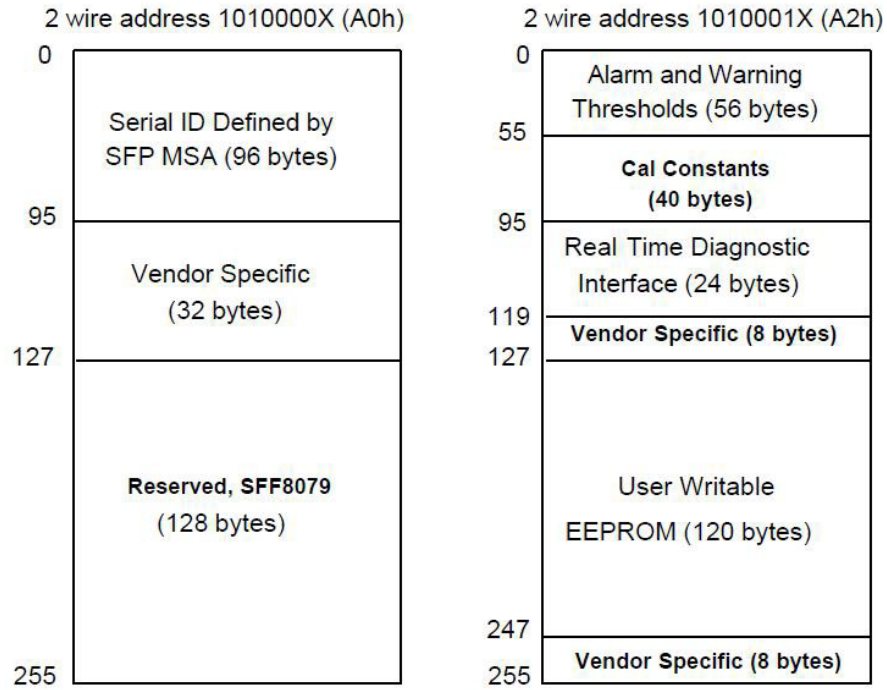 2 wire address 1010000X (A0h)
0
Serial ID Defined by
SFP MSA (96 bytes)
95
Vendor Specific
(32 bytes)
127
Reserved, SFF8079
(128 bytes)
255
2 wire address 1010001X (A2h)
0
Alarm and Warning
Thresholds (56 bytes)
55
Cal Constants
(40 bytes)
95
Real Time Diagnostic
Interface (24 bytes)
119
Vendor Specific (8 bytes)
127
User Writable
EEPROM (120 bytes)
247
Vendor Specific (8 bytes)
255